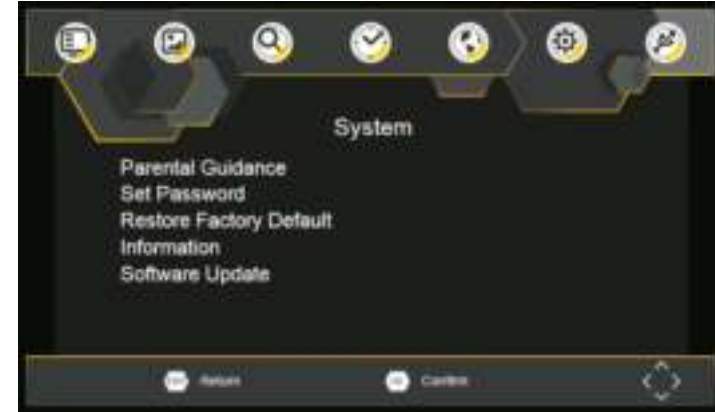 System
Parental Guidance
Set Password
Restore Factory Default
Information
Software Update
Return
Confirm